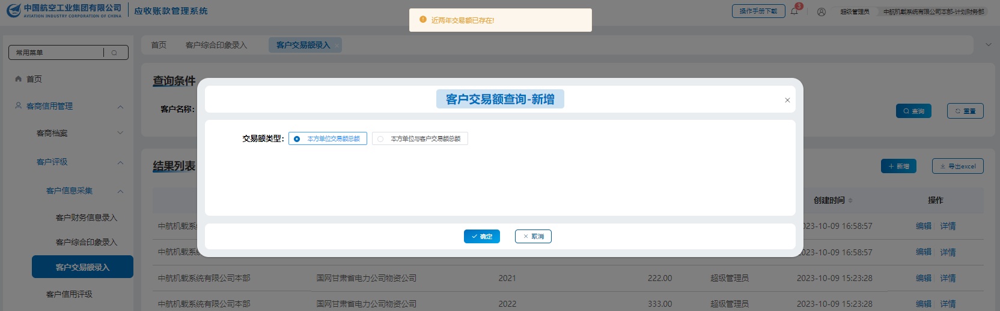 中国航空工业集团有限公司
AVIATION INDUSTRY CORPORATION OF CHINA
应收账款管理系统
近两年交易额已存在!
操作手册下载
3
超级管理员
中航机载系统有限公司本部-计划财务部
常用菜单
首页
客户综合印象录入
客户交易额录入
首页
客商信用管理
客商档案
客户评级
客户信息采集
客户财务信息录入
客户综合印象录入
客户交易额录入
客户信用评级
查询条件
客户名称:
查询
重置
客户交易额查询-新增
交易额类型:
本方单位交易额总额
本方单位与客户交易额总额
确定
取消
结果列表
新增
导出excel
创建时间
操作
中航机载系
023-10-09 16:58:57
编辑
详情
中航机载系
023-10-09 16:58:57
编辑
详情
中航机载系统有限公司本部
国网甘肃省电力公司物资公司
2021
222.00
超级管理员
2023-10-09 15:23:28
编辑
详情
中航机载系统有限公司本部
国网甘肃省电力公司物资公司
2022
333.00
超级管理员
2023-10-09 15:23:28
编辑
详情